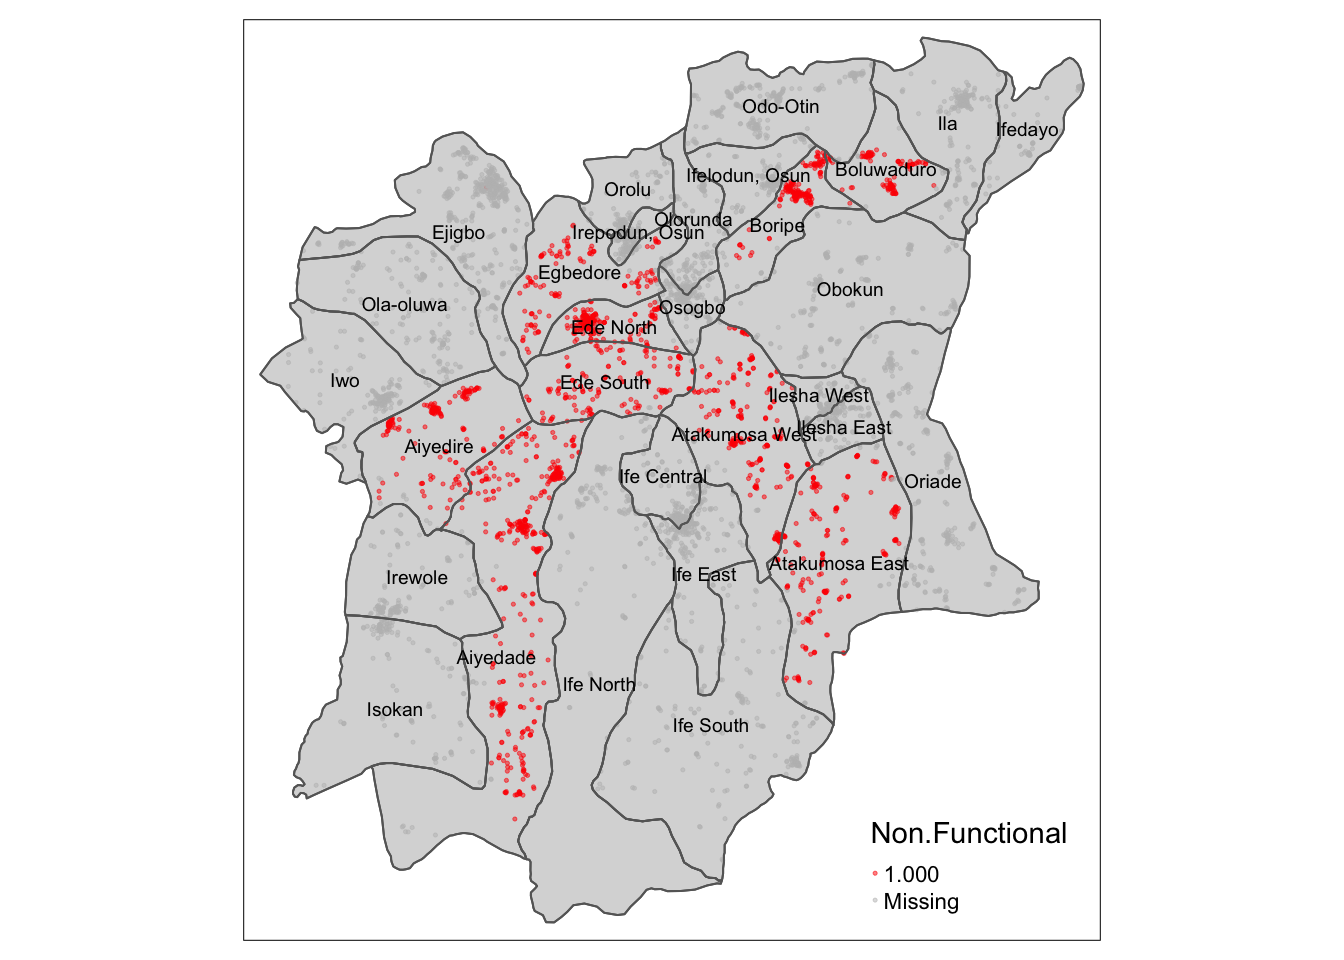 Odo-Otin
Ila
Ifedayo
Ifelodun, Osun
Boluwaduro
Orolu
Olorunda
Irepodun, Osun
Boripe
Ejigbo
Egbedore
Obokun
Ola-oluwa
Osogbo
Ede North
Iwo
Ede South
Ilesha West
Ilesha East
Atakumosa West
Aiyedire
Ife Central
Oriade
Atakumosa East
Ife East
Irewole
Aiyedade
Ife North
Isokan
Ife South
Non.Functional
1.000
Missing